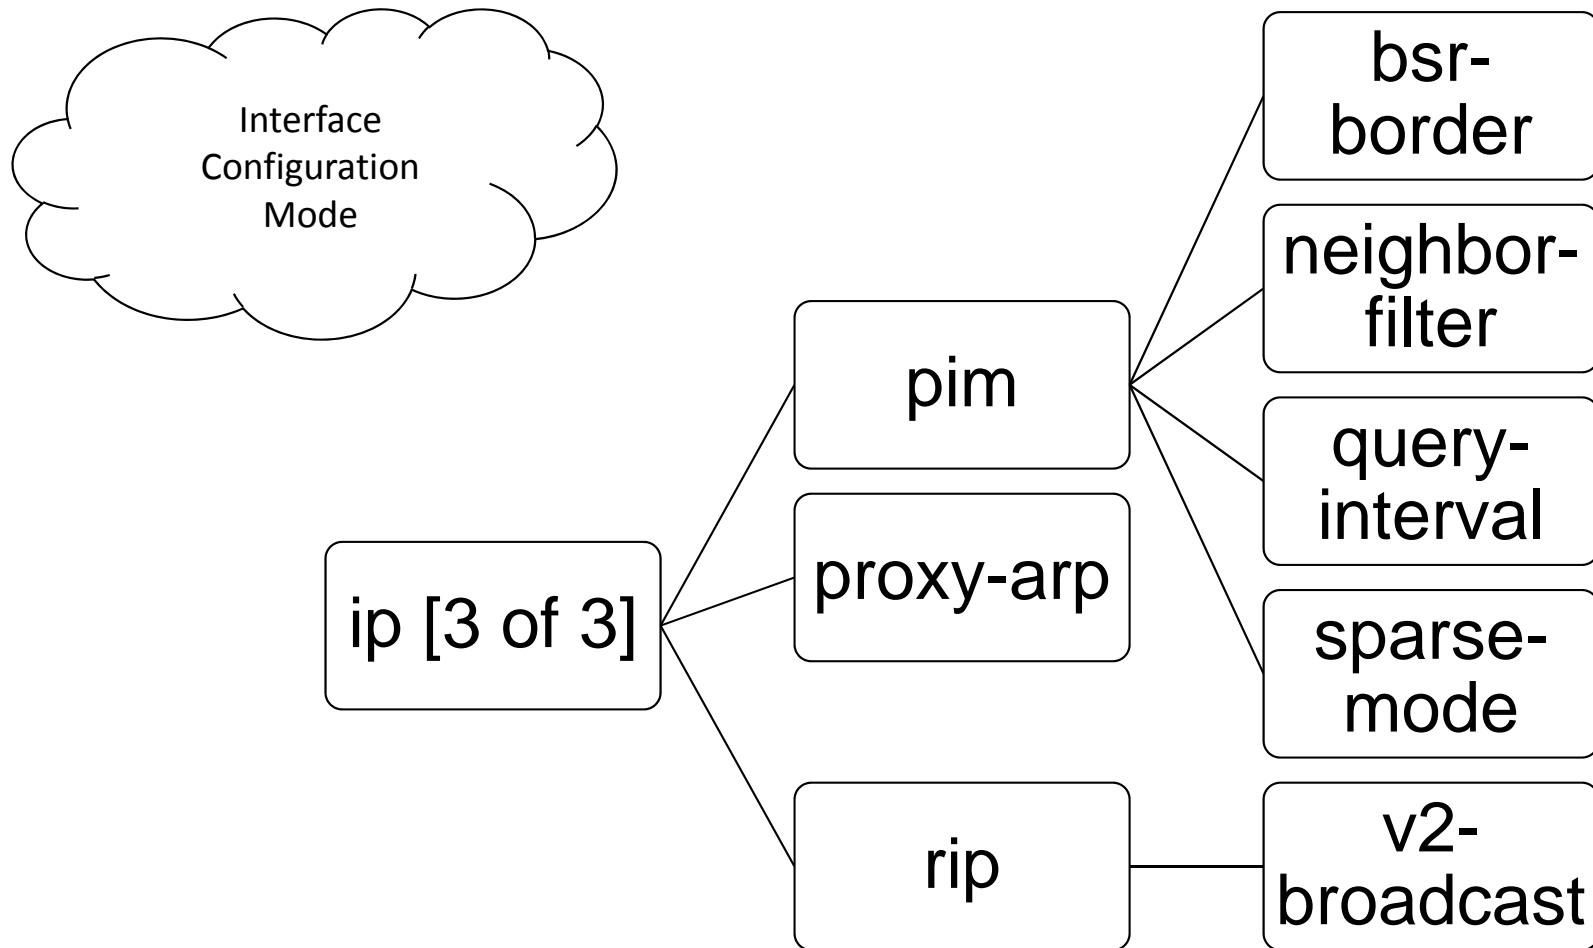 Interface
Configuration
Mode
ip [3 of 3]
pim
bsr-
border
neighbor-
filter
query-
interval
sparse-
mode
proxy-arp
rip
v2-
broadcast